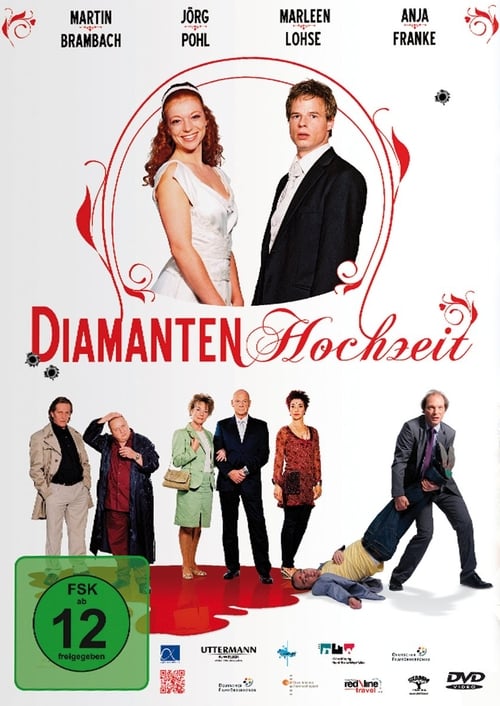 MARTIN BRAMBACH
JÖRG POHL
MARLEEN LOHSE
ANJA FRANKE
DIAMANTEN Hochzeit
FSK
ab
12
freigegeben
UTTERMANN
redline
travel
DVD
VIDEO